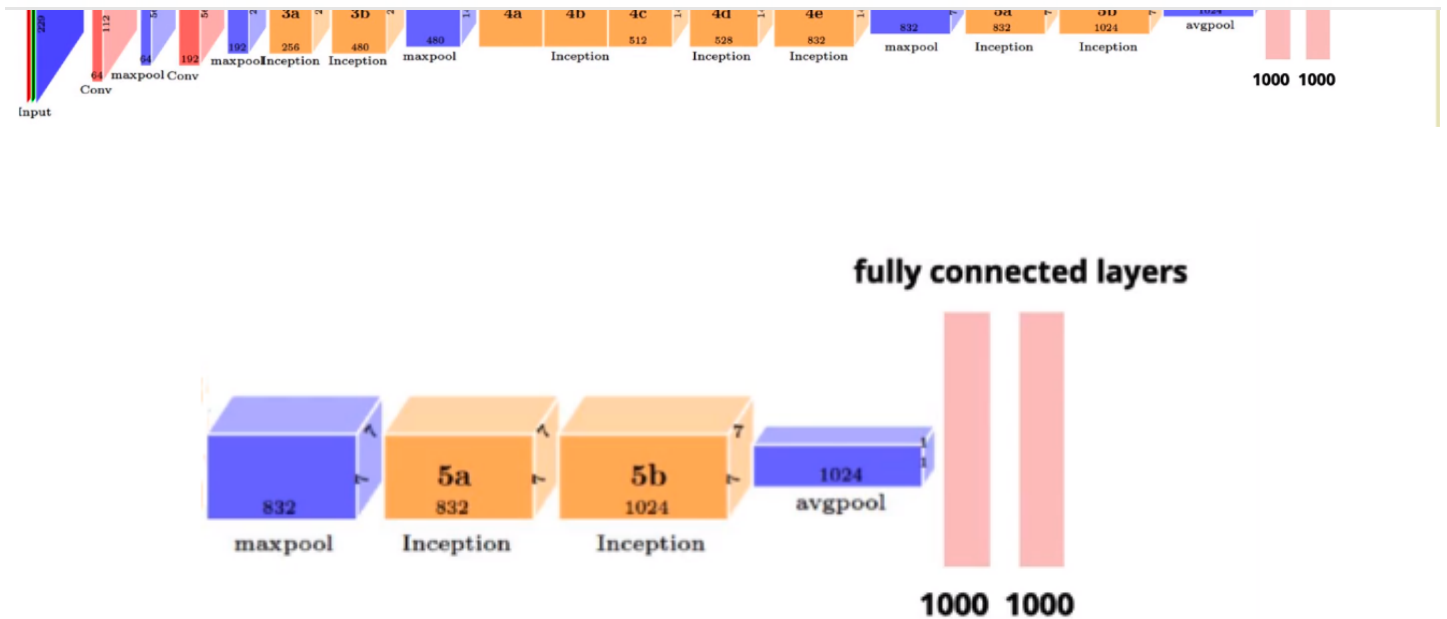 3a 3b 4a 4b 4c 4d 4e 5a 5b
229 112
64 64 192 192 256 480 480 512 528 832 832 832 1024 1024
Input Conv maxpool Conv maxpool Inception Inception maxpool Inception Inception Inception maxpool Inception Inception avgpool
1000 1000
fully connected layers
7 7 7 1
5a 5b
7 7 7 1
832 832 1024 1024
maxpool Inception Inception avgpool
1000 1000